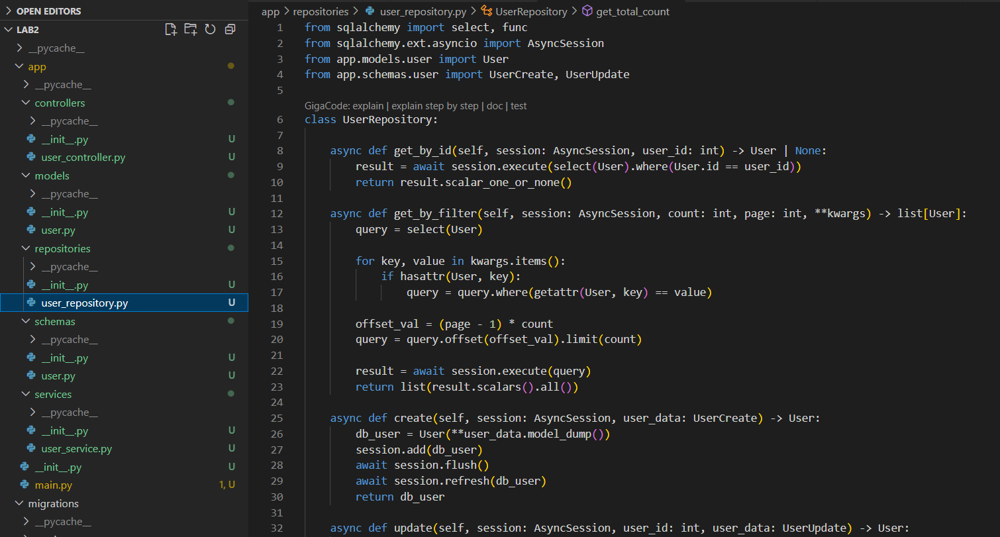 OPEN EDITORS
LAB2
__pycache__
app
__pycache__
controllers
__pycache__
__init__.py U
user_controller.py U
models
__pycache__
__init__.py U
user.py U
repositories
__pycache__
__init__.py U
user_repository.py U
schemas
__pycache__
__init__.py U
user.py U
services
__pycache__
__init__.py U
user_service.py U
__init__.py U
main.py 1, U
migrations
__pycache__
app > repositories > user_repository.py > UserRepository > get_total_count
1 from sqlalchemy import select, func
2 from sqlalchemy.ext.asyncio import AsyncSession
3 from app.models.user import User
4 from app.schemas.user import UserCreate, UserUpdate
5
GigaCode: explain | explain step by step | doc | test
6 class UserRepository:
7
8 async def get_by_id(self, session: AsyncSession, user_id: int) -> User | None:
9 result = await session.execute(select(User).where(User.id == user_id))
10 return result.scalar_one_or_none()
11
12 async def get_by_filter(self, session: AsyncSession, count: int, page: int, **kwargs) -> list[User]:
13 query = select(User)
14
15 for key, value in kwargs.items():
16 if hasattr(User, key):
17 query = query.where(getattr(User, key) == value)
18
19 offset_val = (page - 1) * count
20 query = query.offset(offset_val).limit(count)
21
22 result = await session.execute(query)
23 return list(result.scalars().all())
24
25 async def create(self, session: AsyncSession, user_data: UserCreate) -> User:
26 db_user = User(**user_data.model_dump())
27 session.add(db_user)
28 await session.flush()
29 await session.refresh(db_user)
30 return db_user
31
32 async def update(self, session: AsyncSession, user_id: int, user_data: UserUpdate) -> User: